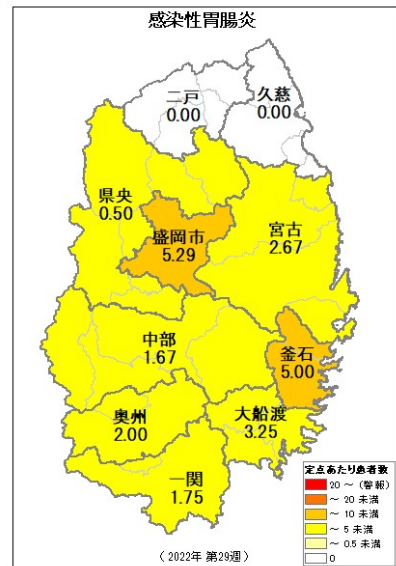 感染性胃腸炎
二戸
0.00
久慈
0.00
県央
0.50
盛岡市
5.29
宮古
2.67
中部
1.67
釜石
5.00
奥州
2.00
大船渡
3.25
一関
1.75
定点あたり患者数
20 ～ (警報)
～ 20 未満
～ 10 未満
～ 5 未満
～ 0.5 未満
0
(2022年 第29週)